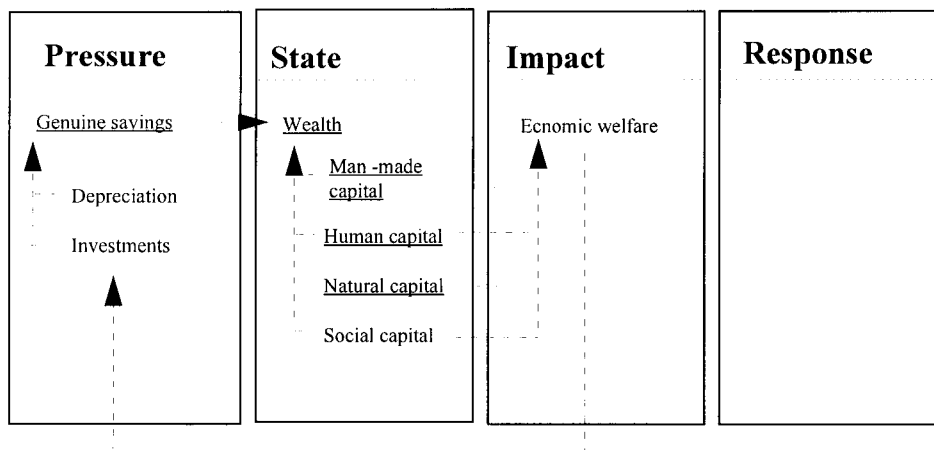 Pressure
Genuine savings
Depreciation
Investments
State
Wealth
Man -made
capital
Human capital
Natural capital
Social capital
Impact
Ecnomic welfare
Response